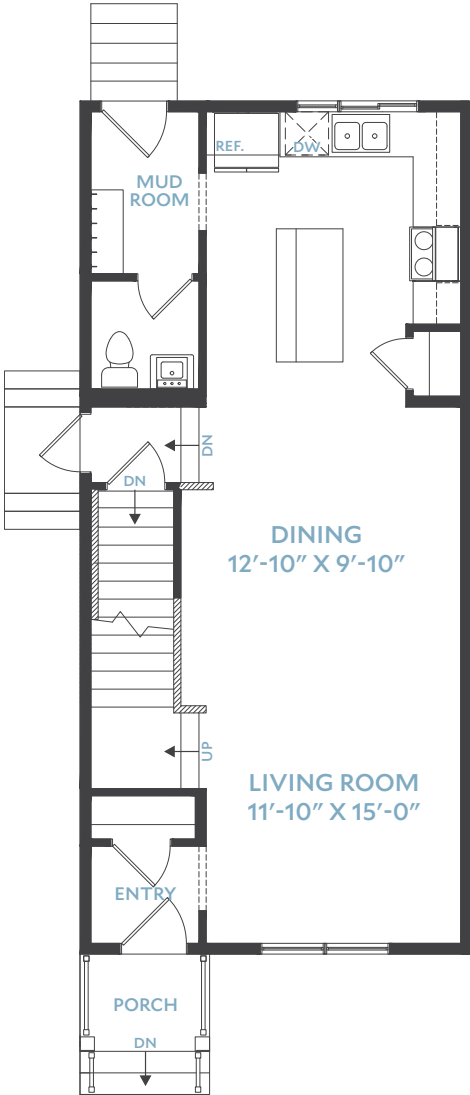 REF.
DW
MUD
ROOM
DN
DN
DINING
12'-10" X 9'-10"
UP
LIVING ROOM
11'-10" X 15'-0"
ENTRY
PORCH
DN